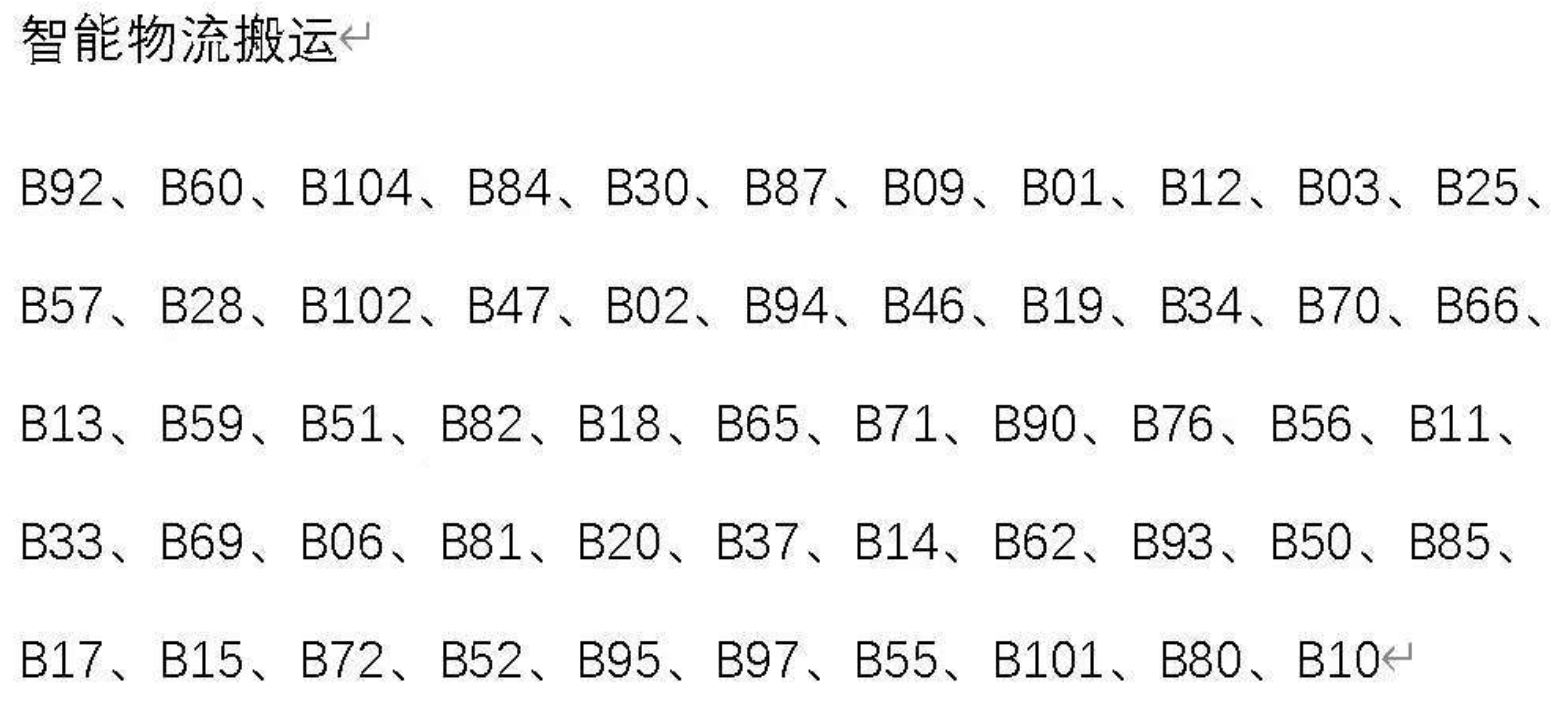 智能物流搬运↵
B92、B60、B104、B84、B30、B87、B09、B01、B12、B03、B25、
B57、B28、B102、B47、B02、B94、B46、B19、B34、B70、B66、
B13、B59、B51、B82、B18、B65、B71、B90、B76、B56、B11、
B33、B69、B06、B81、B20、B37、B14、B62、B93、B50、B85、
B17、B15、B72、B52、B95、B97、B55、B101、B80、B10↵